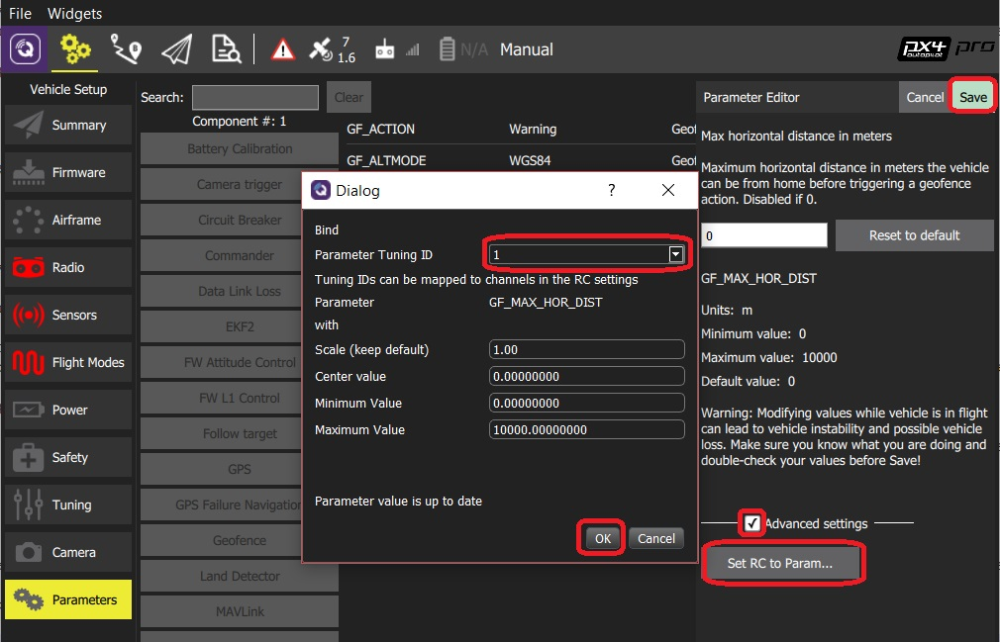 File Widgets
7
1.6
N/A
Manual
px4 pro
autopilot
Vehicle Setup
Summary
Firmware
Airframe
Radio
Sensors
Flight Modes
Power
Safety
Tuning
Camera
Parameters
Search:
Clear
Component #: 1
Battery Calibration
Camera trigger
Circuit Breaker
Commander
Data Link Loss
EKF2
FW Attitude Control
FW L1 Control
Follow target
GPS
GPS Failure Navigation
Geofence
Land Detector
MAVLink
GF_ACTION Warning Geof
GF_ALTMODE WGS84 Geof
Dialog ?
Bind
Parameter Tuning ID 1
Tuning IDs can be mapped to channels in the RC settings
Parameter GF_MAX_HOR_DIST
with
Scale (keep default) 1.00
Center value 0.00000000
Minimum Value 0.00000000
Maximum Value 10000.00000000
Parameter value is up to date
OK Cancel
Parameter Editor Cancel Save
Max horizontal distance in meters
Maximum horizontal distance in meters the vehicle
can be from home before triggering a geofence
action. Disabled if 0.
0 Reset to default
GF_MAX_HOR_DIST
Units: m
Minimum value: 0
Maximum value: 10000
Default value: 0
Warning: Modifying values while vehicle is in flight
can lead to vehicle instability and possible vehicle
loss. Make sure you know what you are doing and
double-check your values before Save!
Advanced settings
Set RC to Param...